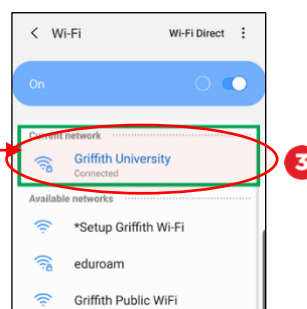 Wi-Fi Wi-Fi Direct
On
Current network
Griffith University
Connected
3
Available networks
*Setup Griffith Wi-Fi
eduroam
Griffith Public WiFi